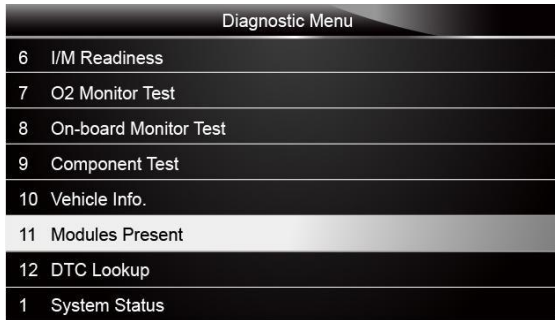 Diagnostic Menu
6 I/M Readiness
7 O2 Monitor Test
8 On-board Monitor Test
9 Component Test
10 Vehicle Info.
11 Modules Present
12 DTC Lookup
1 System Status